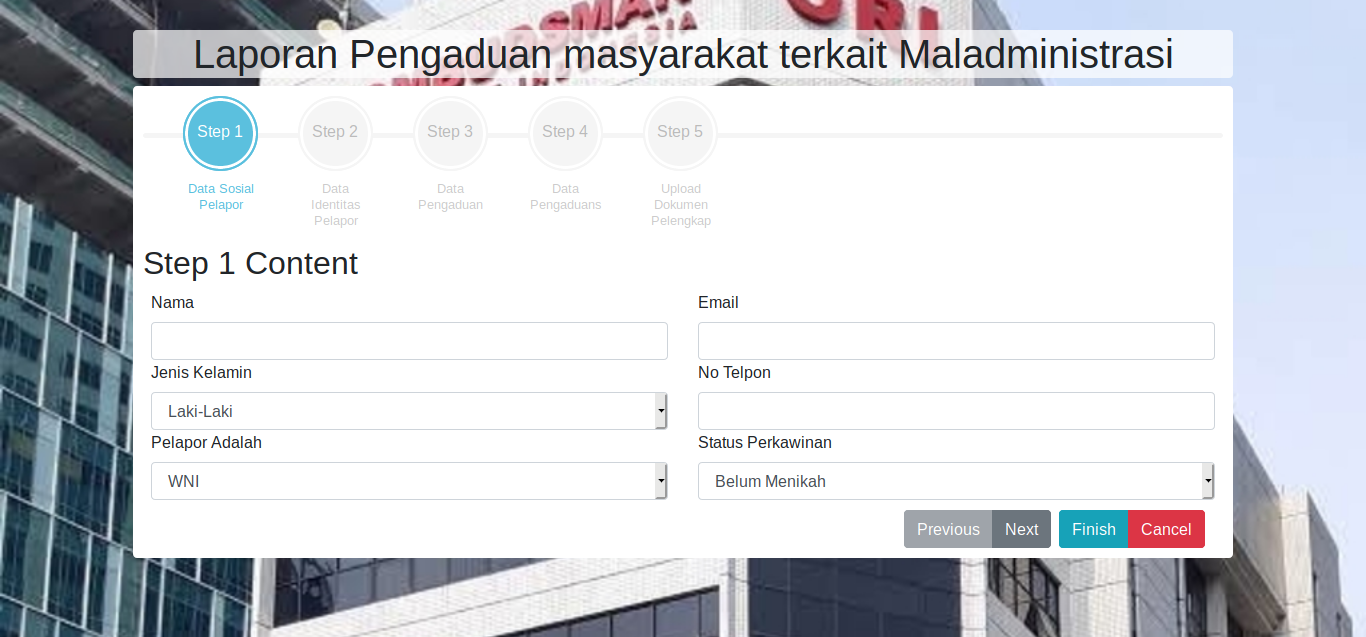 OMBUDSMAN
ORI
Laporan Pengaduan masyarakat terkait Maladministrasi
Step 1
Step 2
Step 3
Step 4
Step 5
Data Sosial
Pelapor
Data
Identitas
Pelapor
Data
Pengaduan
Data
Pengaduans
Upload
Dokumen
Pelengkap
Step 1 Content
Nama
Email
Jenis Kelamin
No Telpon
Laki-Laki
Pelapor Adalah
Status Perkawinan
WNI
Belum Menikah
Previous
Next
Finish
Cancel